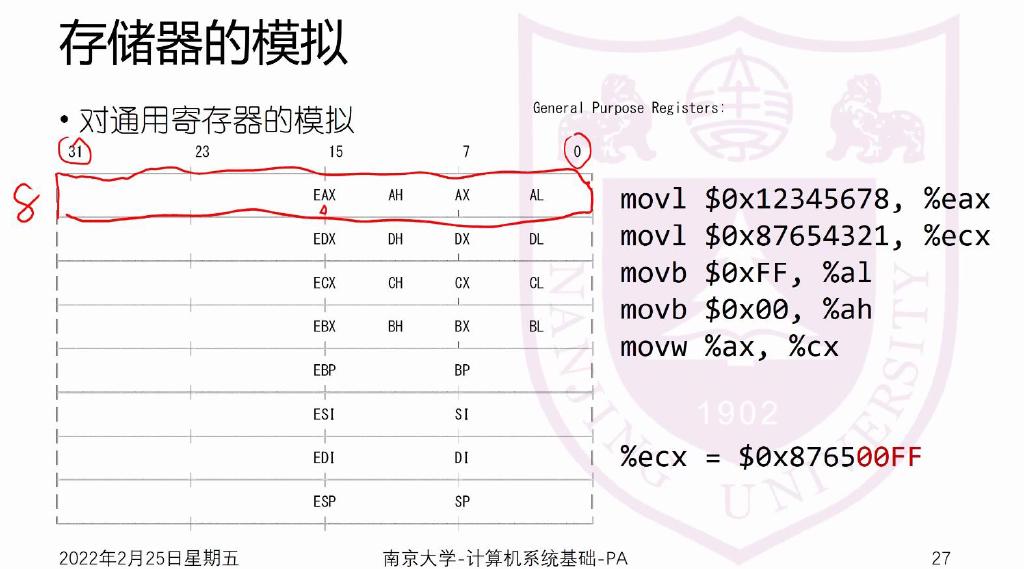 存储器的模拟
• 对通用寄存器的模拟
General Purpose Registers:
31 23 15 7 0
8
EAX AH AX AL
EDX DH DX DL
ECX CH CX CL
EBX BH BX BL
EBP BP
ESI SI
EDI DI
ESP SP
movl $0x12345678, %eax
movl $0x87654321, %ecx
movb $0xFF, %al
movb $0x00, %ah
movw %ax, %cx
%ecx = $0x876500FF
1902
NANJING UNIVERSITY
2022年2月25日星期五
南京大学-计算机系统基础-PA
27